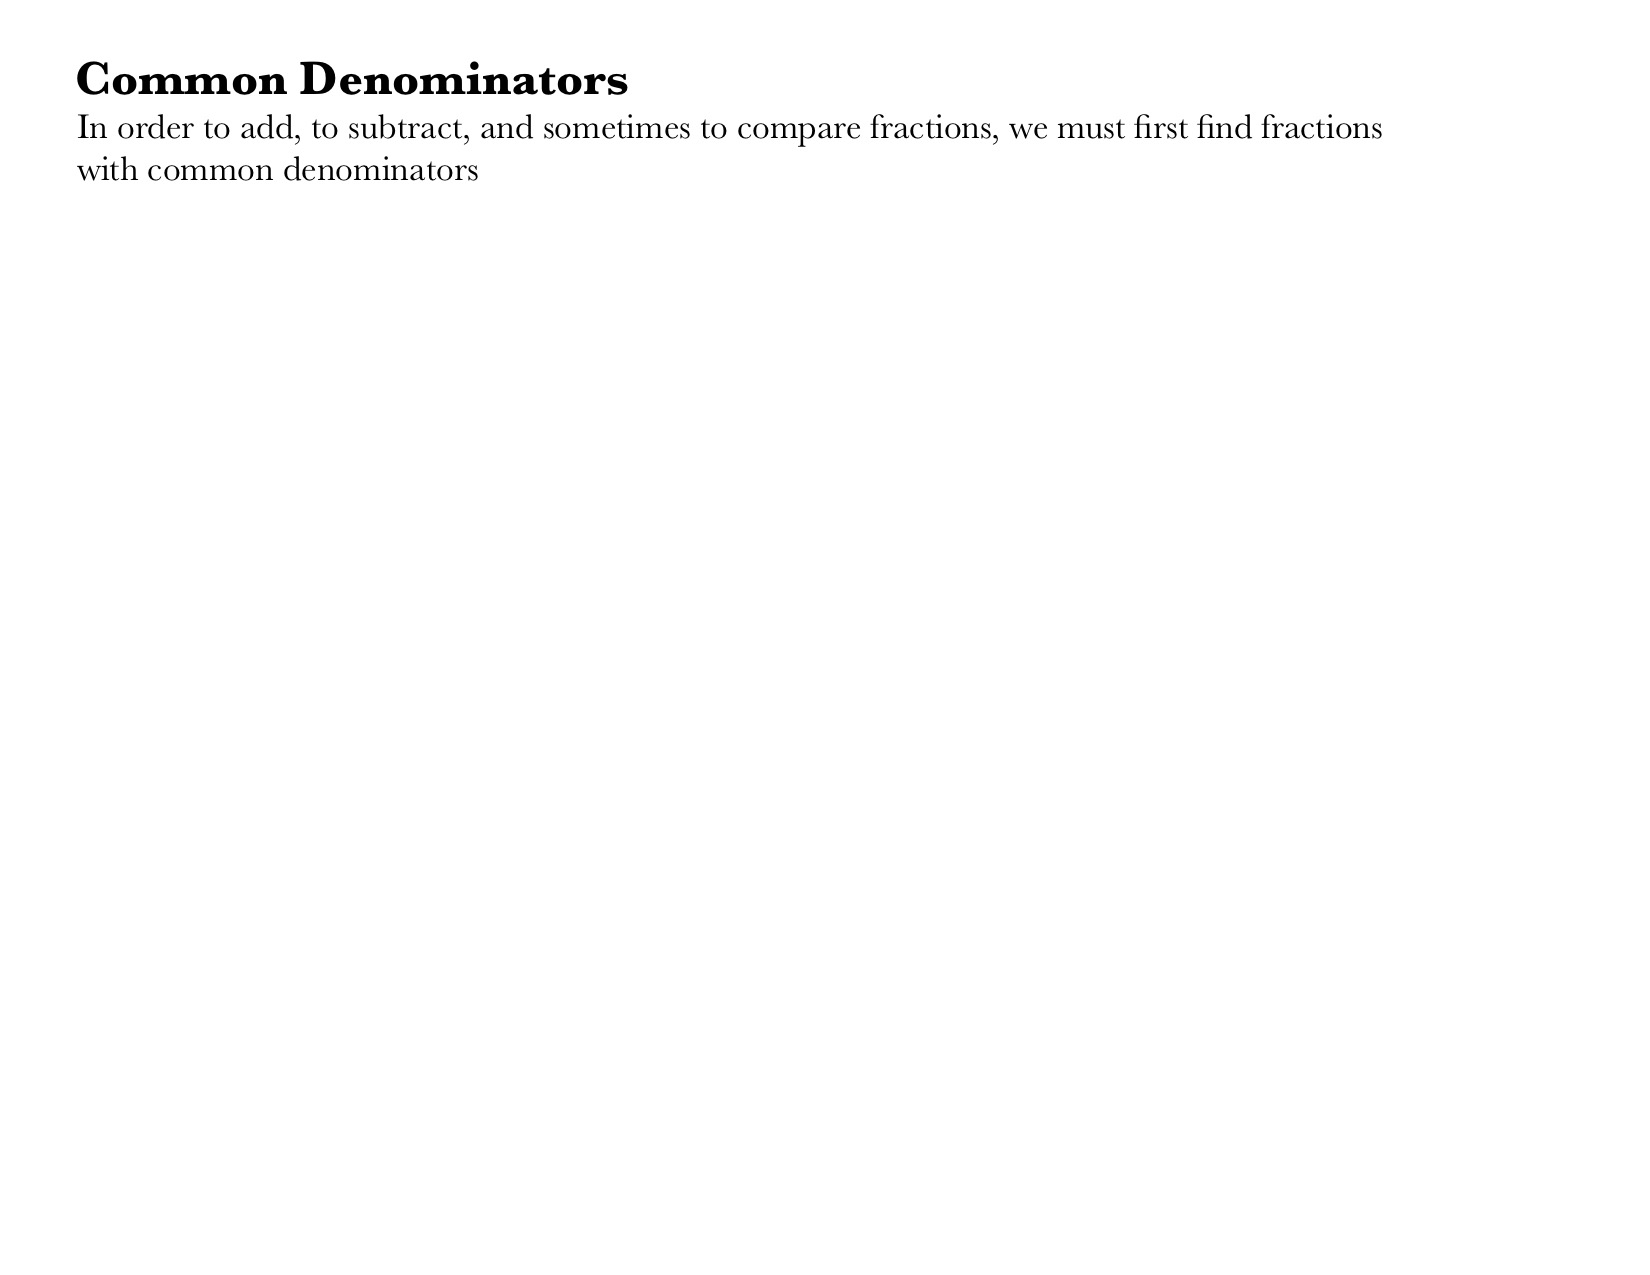 Common Denominators
In order to add, to subtract, and sometimes to compare fractions, we must first find fractions
with common denominators